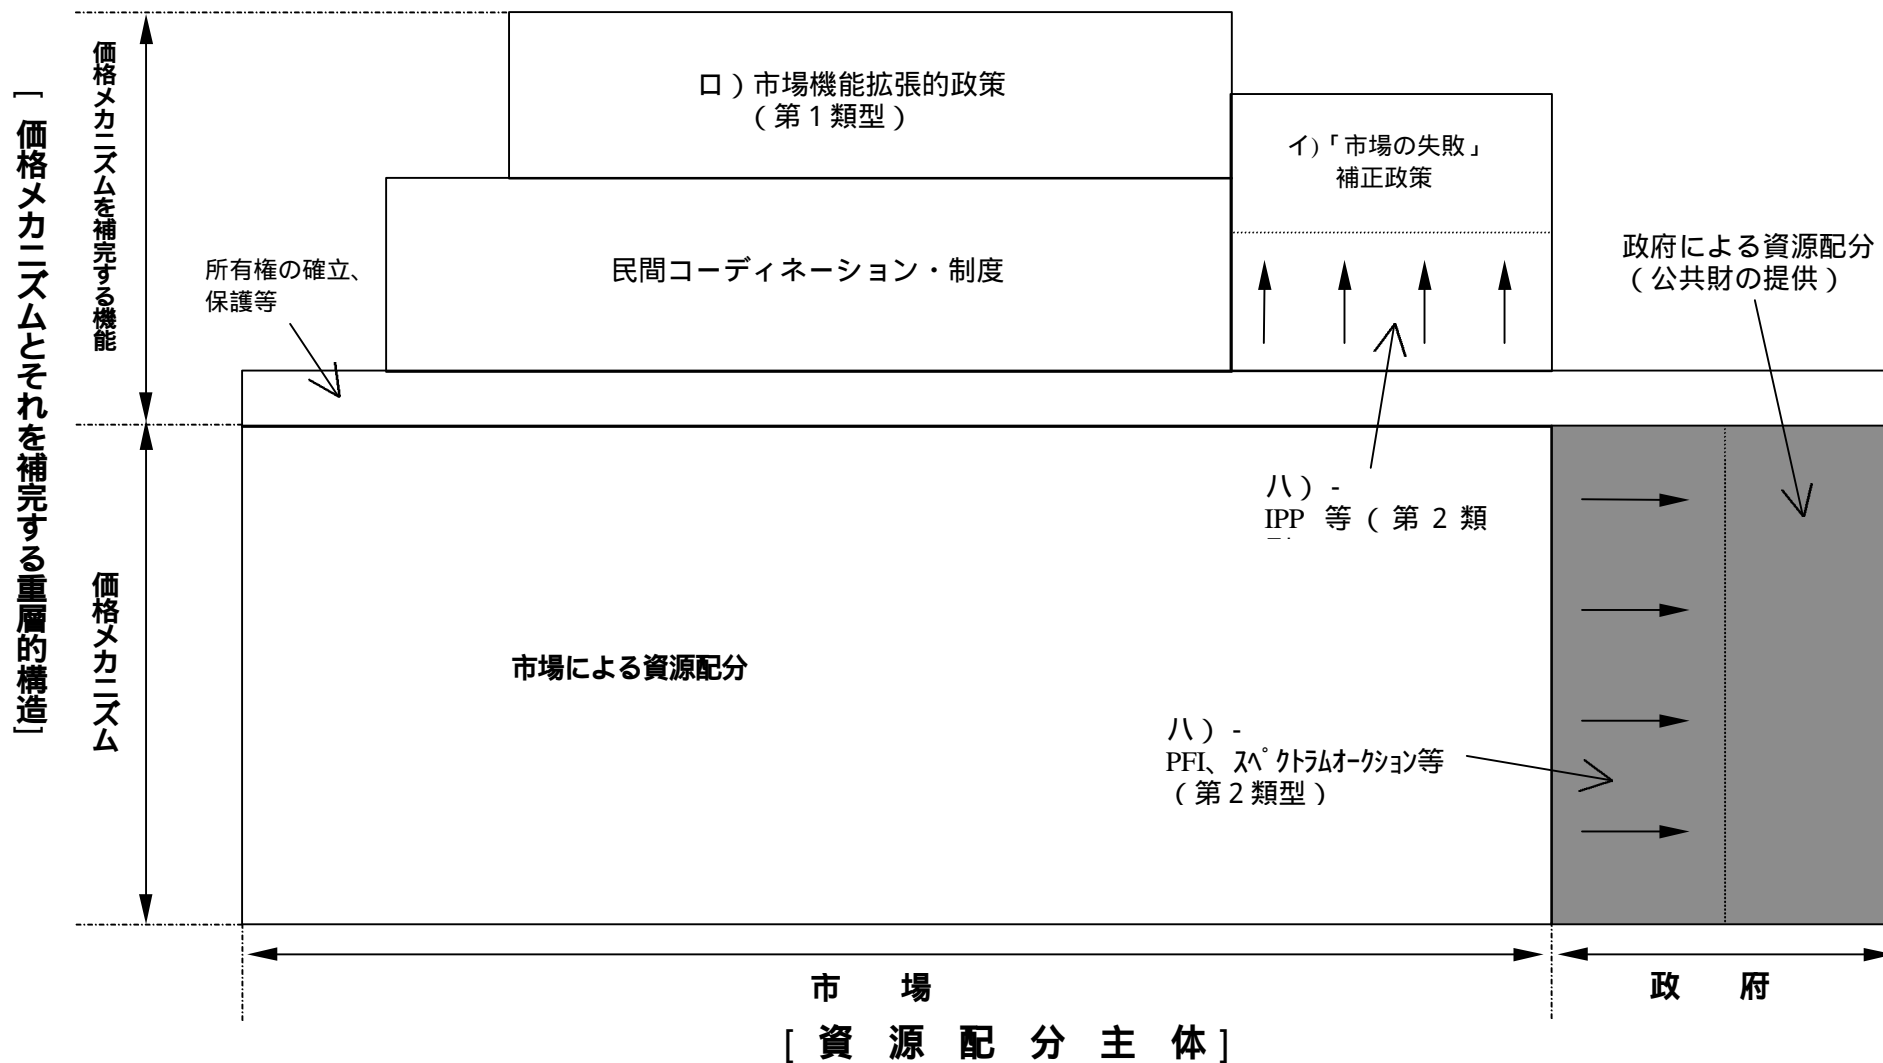 [ 価格メカニズムとそれを補完する重層的構造]
価格メカニズムを補完する機能
価格メカニズム
ロ）市場機能拡張的政策
（第１類型）
イ)「市場の失敗」
補正政策
所有権の確立、
保護等
民間コーディネーション・制度
政府による資源配分
（公共財の提供）
ハ） -
IPP 等（第２類
市場による資源配分
ハ） -
PFI、ｽﾍﾟｸﾄﾗﾑｵｰｸｼｮﾝ等
（第２類型）
市 場
政 府
[ 資 源 配 分 主 体 ]